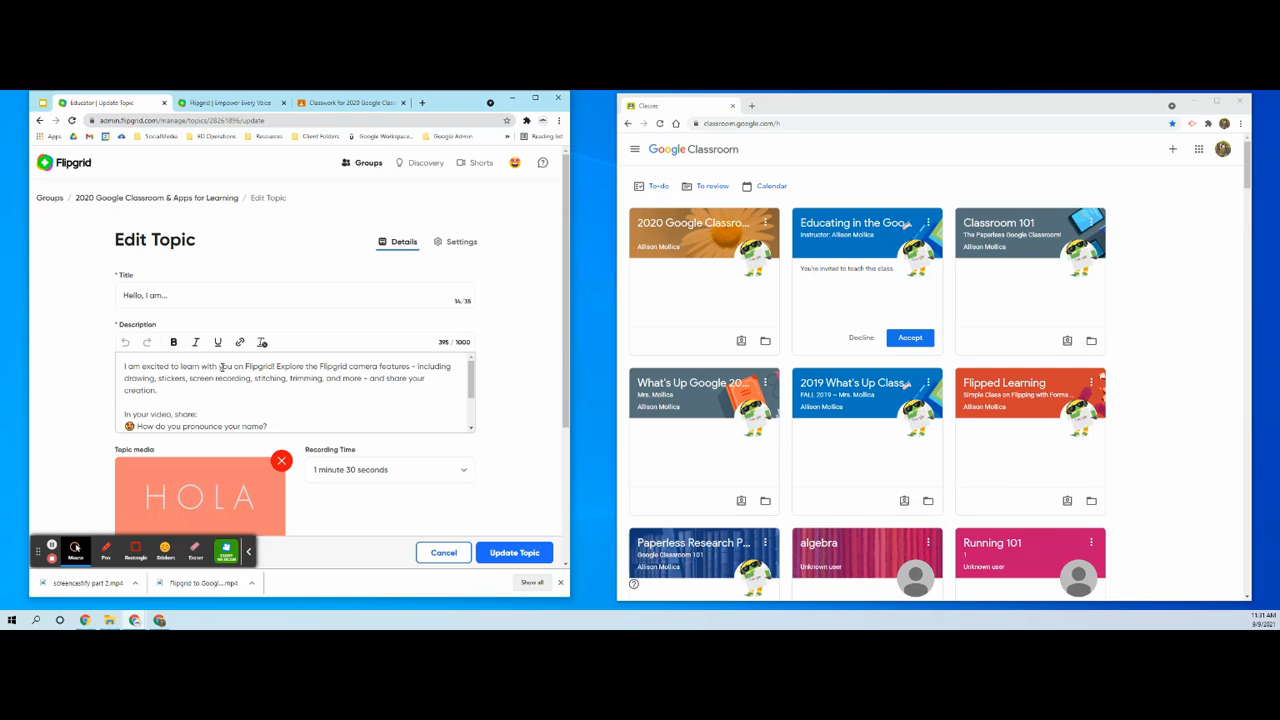 Educator | Update Topic
Flipgrid | Empower Every Voice
Classwork for 2020 Google Class
admin.flipgrid.com/manage/topics/28261896/update
Apps
SocialMedia
3D Operations
Resources
Client Folders
Google Workspace...
Google Admin
»
Reading list
Flipgrid
Groups
Discovery
Shorts
Groups / 2020 Google Classroom & Apps for Learning / Edit Topic
Edit Topic
Details
Settings
* Title
Hello, I am...
14/35
* Description
B I U
395 / 1000
I am excited to learn with you on Flipgrid! Explore the Flipgrid camera features - including
drawing, stickers, screen recording, stitching, trimming, and more - and share your
creation.
In your video, share:
🤩 How do you pronounce your name?
Topic media
Recording Time
1 minute 30 seconds
HOLA
Mouse
Pen
Rectangle
Stickers
Eraser
Cancel
Update Topic
screencastify part 2.mp4
Flipgrid to Googl....mp4
Show all
Classes
classroom.google.com/h
Google Classroom
To-do
To review
Calendar
2020 Google Classro...
Allison Mollica
Educating in the Goo
Instructor: Allison Mollica
You're invited to teach this class.
Decline
Accept
Classroom 101
The Paperless Google Classroom!
Allison Mollica
What's Up Google 20...
Mrs. Mollica
Allison Mollica
2019 What's Up Class...
FALL 2019 – Mrs. Mollica
Allison Mollica
Flipped Learning
Simple Class on Flipping with Forms ...
Allison Mollica
Paperless Research P...
Google Classroom 101
Allison Mollica
algebra
Unknown user
Running 101
1
Unknown user
11:31 AM
9/9/2021